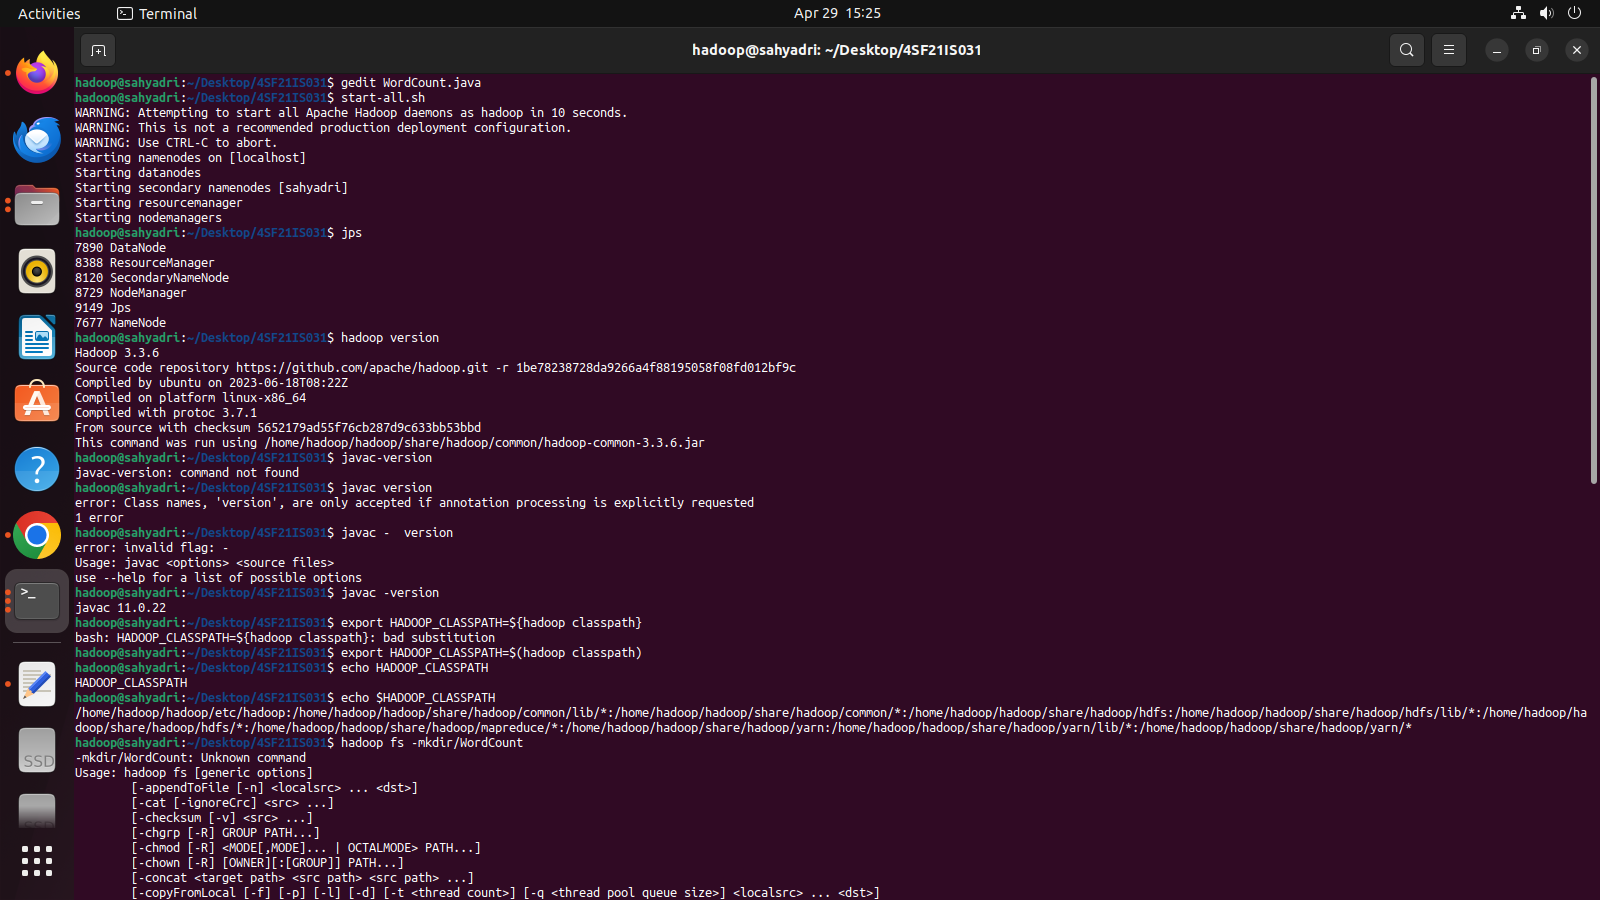 Activities
Terminal
Apr 29 15:25
hadoop@sahyadri: ~/Desktop/4SF21IS031
hadoop@sahyadri:~/Desktop/4SF21IS031$ gedit WordCount.java
hadoop@sahyadri:~/Desktop/4SF21IS031$ start-all.sh
WARNING: Attempting to start all Apache Hadoop daemons as hadoop in 10 seconds.
WARNING: This is not a recommended production deployment configuration.
WARNING: Use CTRL-C to abort.
Starting namenodes on [localhost]
Starting datanodes
Starting secondary namenodes [sahyadri]
Starting resourcemanager
Starting nodemanagers
hadoop@sahyadri:~/Desktop/4SF21IS031$ jps
7890 DataNode
8388 ResourceManager
8120 SecondaryNameNode
8729 NodeManager
9149 Jps
7677 NameNode
hadoop@sahyadri:~/Desktop/4SF21IS031$ hadoop version
Hadoop 3.3.6
Source code repository https://github.com/apache/hadoop.git -r 1be78238728da9266a4f88195058f08fd012bf9c
Compiled by ubuntu on 2023-06-18T08:22Z
Compiled on platform linux-x86_64
Compiled with protoc 3.7.1
From source with checksum 5652179ad55f76cb287d9c633bb53bbd
This command was run using /home/hadoop/hadoop/share/hadoop/common/hadoop-common-3.3.6.jar
hadoop@sahyadri:~/Desktop/4SF21IS031$ javac-version
javac-version: command not found
hadoop@sahyadri:~/Desktop/4SF21IS031$ javac version
error: Class names, 'version', are only accepted if annotation processing is explicitly requested
1 error
hadoop@sahyadri:~/Desktop/4SF21IS031$ javac -  version
error: invalid flag: -
Usage: javac <options> <source files>
use --help for a list of possible options
hadoop@sahyadri:~/Desktop/4SF21IS031$ javac -version
javac 11.0.22
hadoop@sahyadri:~/Desktop/4SF21IS031$ export HADOOP_CLASSPATH=${hadoop classpath}
bash: HADOOP_CLASSPATH=${hadoop classpath}: bad substitution
hadoop@sahyadri:~/Desktop/4SF21IS031$ export HADOOP_CLASSPATH=$(hadoop classpath)
hadoop@sahyadri:~/Desktop/4SF21IS031$ echo HADOOP_CLASSPATH
HADOOP_CLASSPATH
hadoop@sahyadri:~/Desktop/4SF21IS031$ echo $HADOOP_CLASSPATH
/home/hadoop/hadoop/etc/hadoop:/home/hadoop/hadoop/share/hadoop/common/lib/*:/home/hadoop/hadoop/share/hadoop/common/*:/home/hadoop/hadoop/share/hadoop/hdfs:/home/hadoop/hadoop/share/hadoop/hdfs/lib/*:/home/hadoop/ha
doop/share/hadoop/hdfs/*:/home/hadoop/hadoop/share/hadoop/mapreduce/*:/home/hadoop/hadoop/share/hadoop/yarn:/home/hadoop/hadoop/share/hadoop/yarn/lib/*:/home/hadoop/hadoop/share/hadoop/yarn/*
hadoop@sahyadri:~/Desktop/4SF21IS031$ hadoop fs -mkdir/WordCount
-mkdir/WordCount: Unknown command
Usage: hadoop fs [generic options]
[-appendToFile [-n] <localsrc> ... <dst>]
[-cat [-ignoreCrc] <src> ...]
[-checksum [-v] <src> ...]
[-chgrp [-R] GROUP PATH...]
[-chmod [-R] <MODE[,MODE]... | OCTALMODE> PATH...]
[-chown [-R] [OWNER][:[GROUP]] PATH...]
[-concat <target path> <src path> <src path> ...]
[-copyFromLocal [-f] [-p] [-l] [-d] [-t <thread count>] [-q <thread pool queue size>] <localsrc> ... <dst>]
SSD